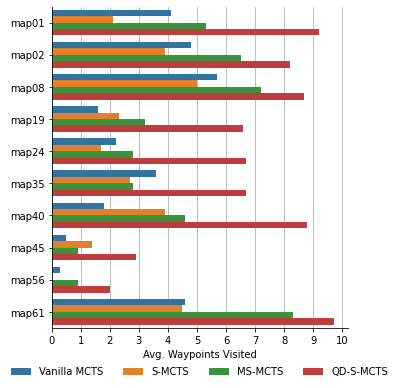 map01
map02
map08
map19
map24
map35
map40
map45
map56
map61
0 1 2 3 4 5 6 7 8 9 10
Avg. Waypoints Visited
Vanilla MCTS S-MCTS MS-MCTS QD-S-MCTS